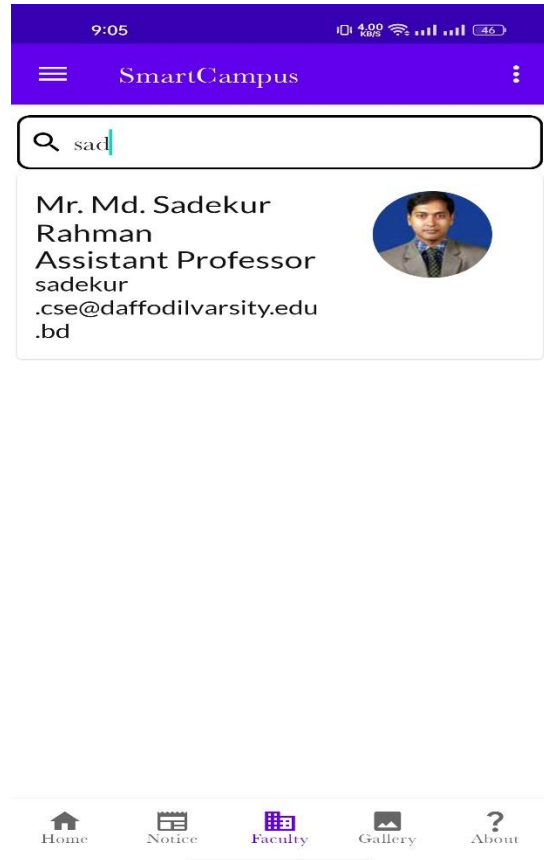 9:05 4.00 KB/S 46
SmartCampus
sad
Mr. Md. Sadekur
Rahman
Assistant Professor
sadekur
.cse@daffodilvarsity.edu
.bd
Home Notice Faculty Gallery About